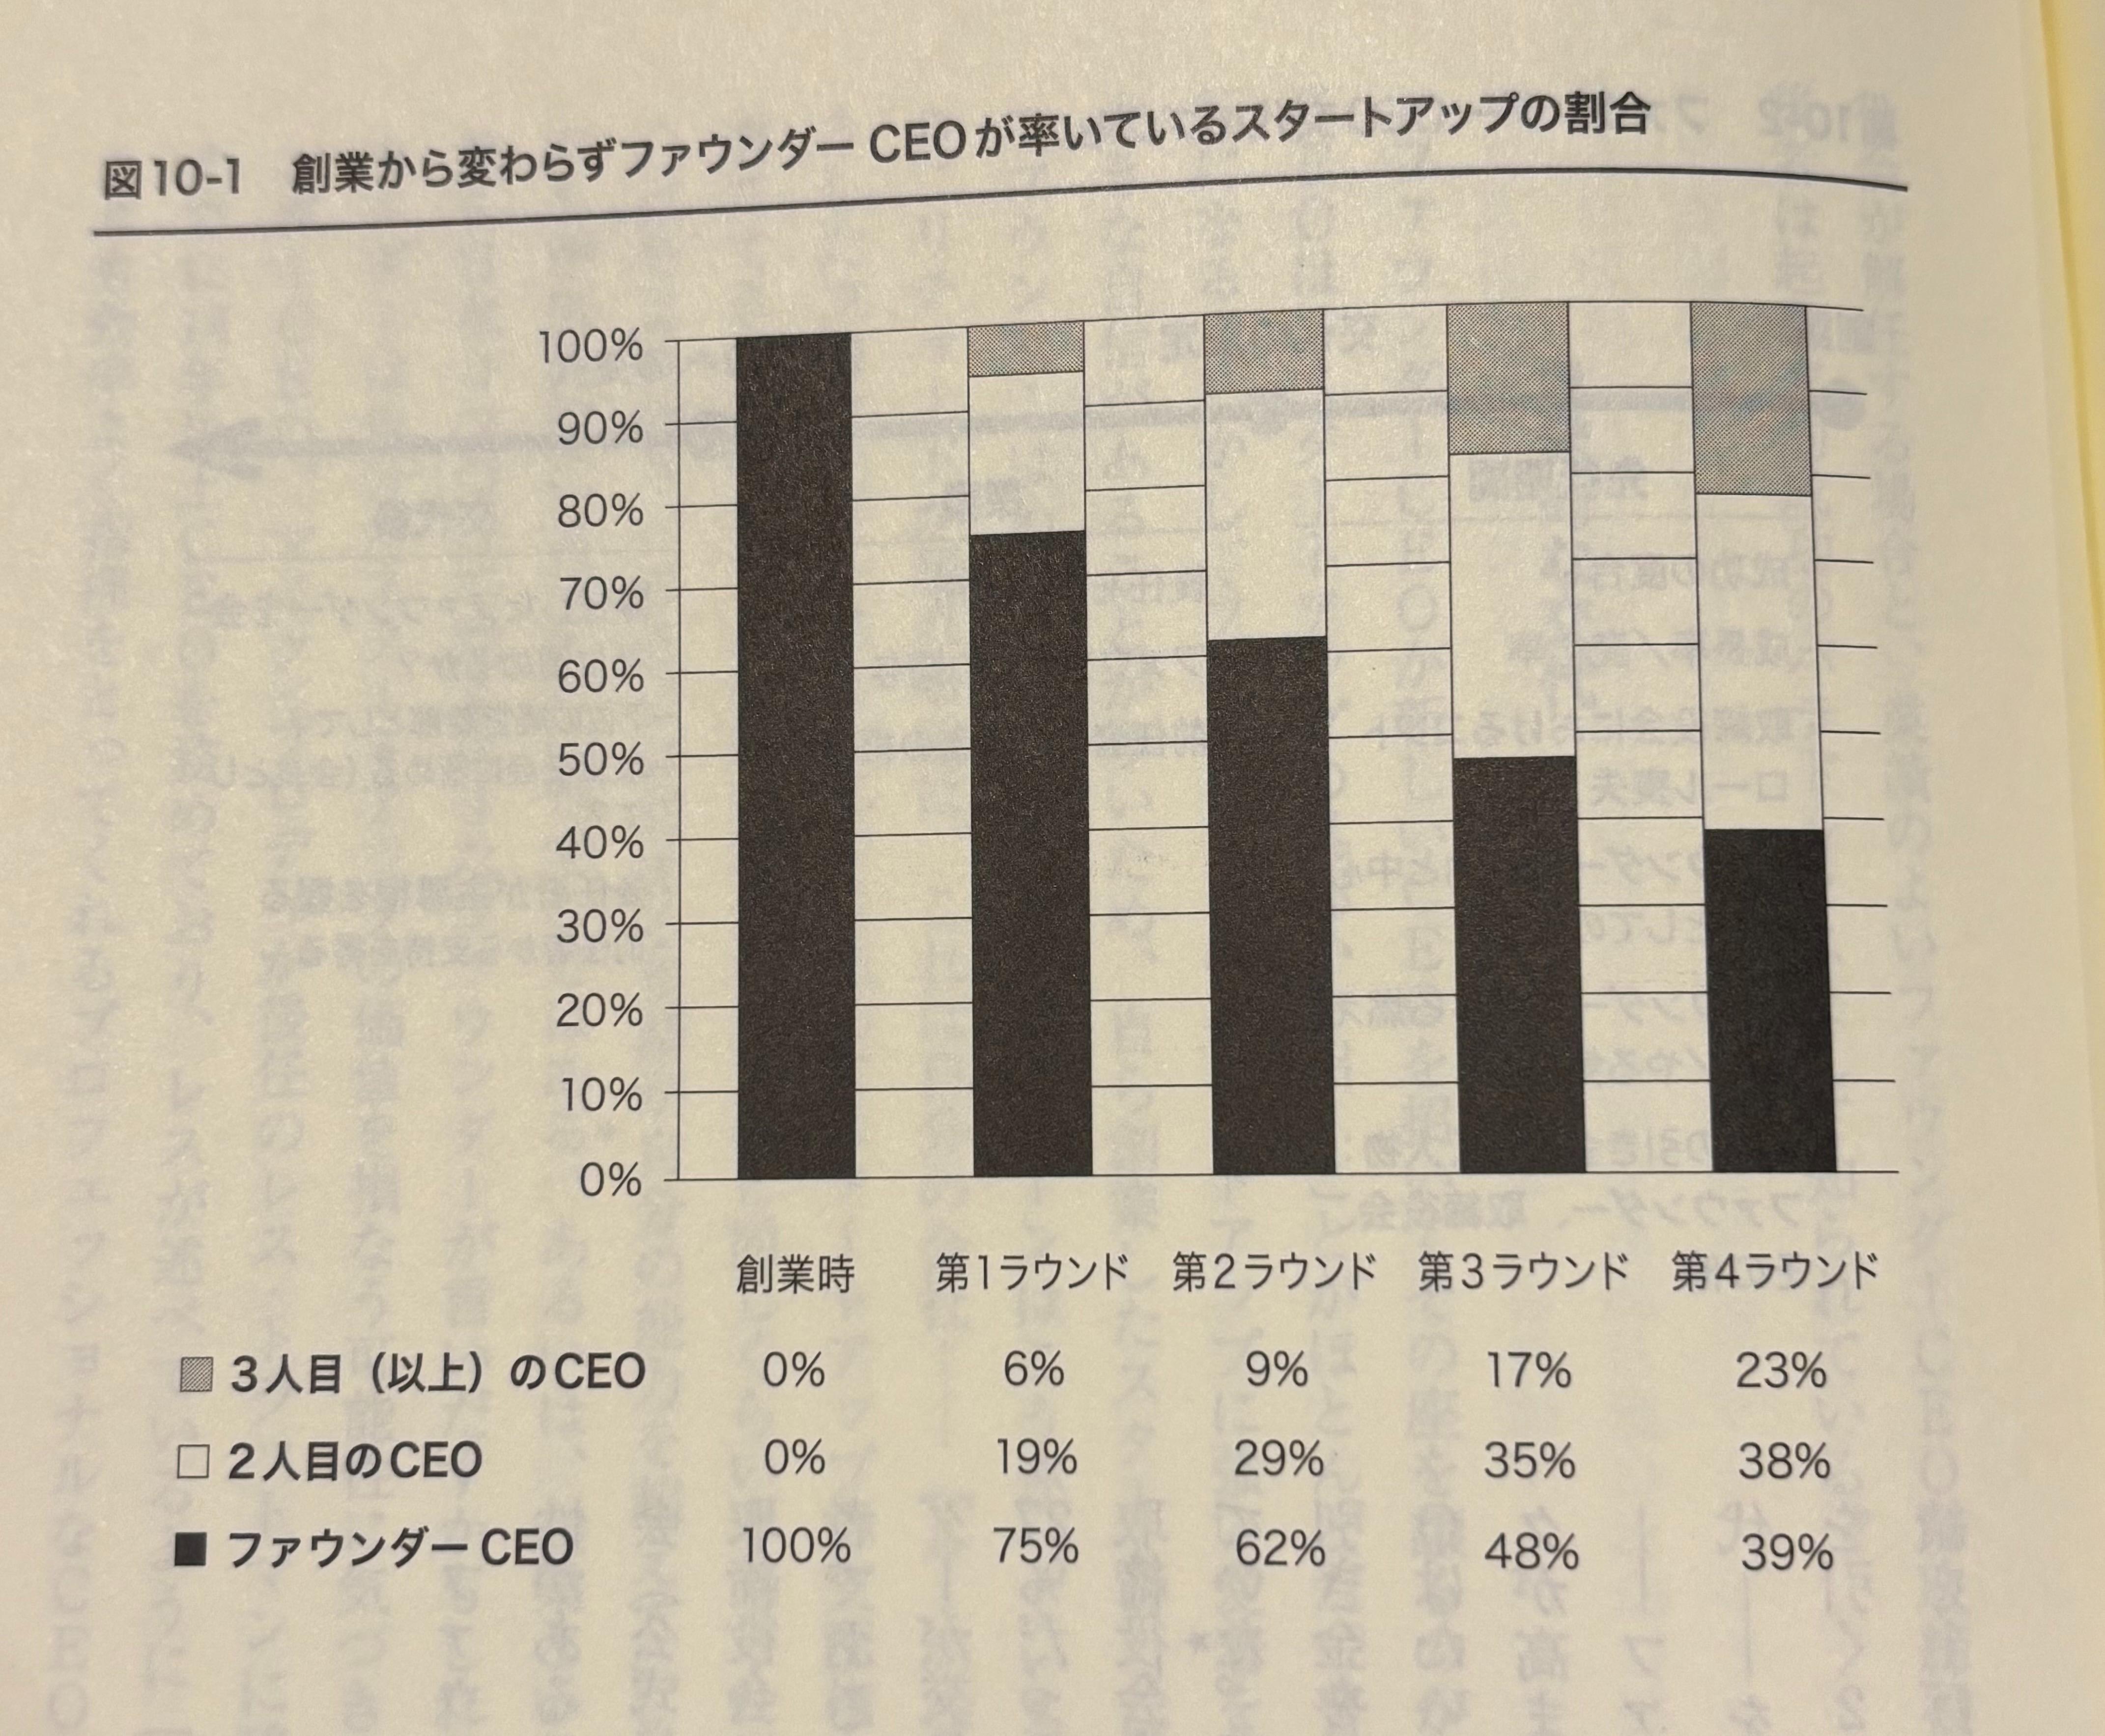 図10-1 創業から変わらずファウンダーCEOが率いているスタートアップの割合
100%
90%
80%
70%
60%
50%
40%
30%
20%
10%
0%
創業時 第1ラウンド 第2ラウンド 第3ラウンド 第4ラウンド
3人目（以上）のCEO 0% 6% 9% 17% 23%
2人目のCEO 0% 19% 29% 35% 38%
ファウンダーCEO 100% 75% 62% 48% 39%